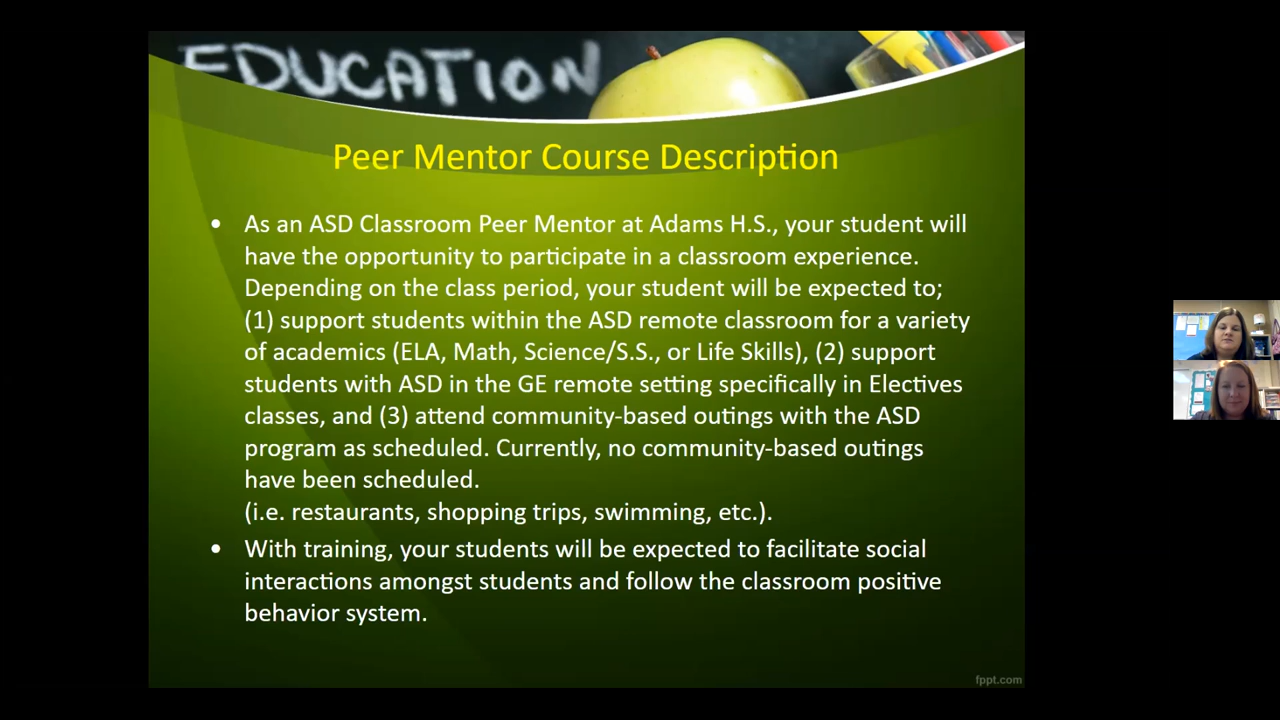 EDUCATION
Peer Mentor Course Description
• As an ASD Classroom Peer Mentor at Adams H.S., your student will
have the opportunity to participate in a classroom experience.
Depending on the class period, your student will be expected to;
(1) support students within the ASD remote classroom for a variety
of academics (ELA, Math, Science/S.S., or Life Skills), (2) support
students with ASD in the GE remote setting specifically in Electives
classes, and (3) attend community-based outings with the ASD
program as scheduled. Currently, no community-based outings
have been scheduled.
(i.e. restaurants, shopping trips, swimming, etc.).
• With training, your students will be expected to facilitate social
interactions amongst students and follow the classroom positive
behavior system.
fppt.com